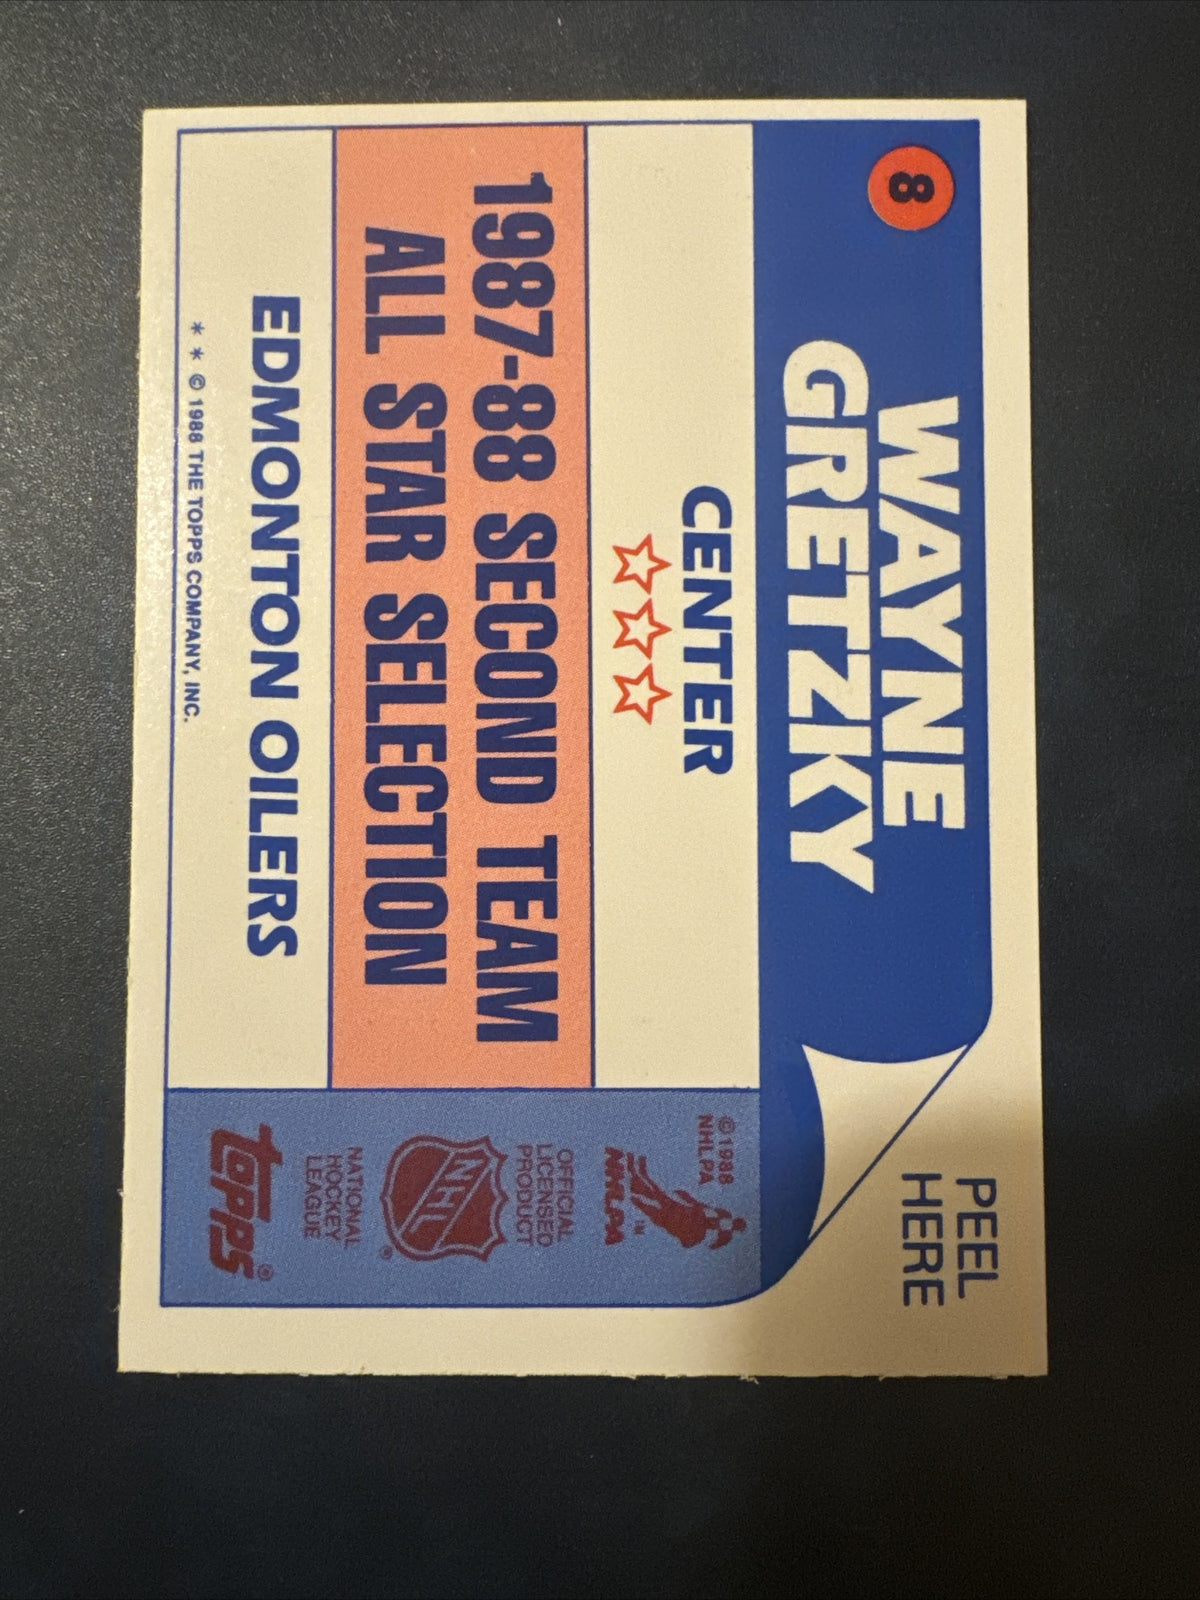 8
WAYNE
GRETZKY
PEEL
HERE
CENTER
1987-88 SECOND TEAM
ALL STAR SELECTION
EDMONTON OILERS
* * © 1988 THE TOPPS COMPANY, INC.
© 1988
NHLPA
NHLPA
TM
OFFICIAL
LICENSED
PRODUCT
NHL
®
NATIONAL
HOCKEY
LEAGUE
TOPPS
®